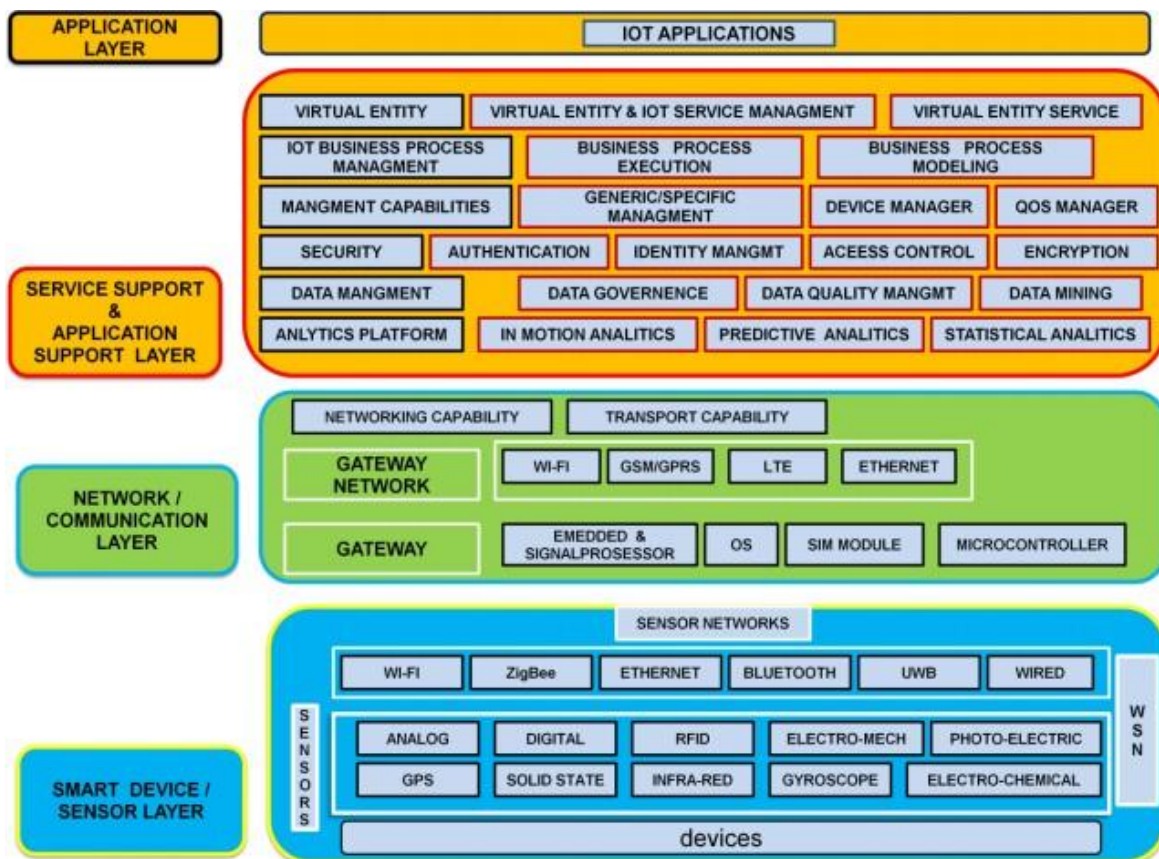 APPLICATION
LAYER
IOT APPLICATIONS
SERVICE SUPPORT
&
APPLICATION
SUPPORT LAYER
VIRTUAL ENTITY
VIRTUAL ENTITY & IOT SERVICE MANAGMENT
VIRTUAL ENTITY SERVICE
IOT BUSINESS PROCESS
MANAGMENT
BUSINESS PROCESS
EXECUTION
BUSINESS PROCESS
MODELING
MANGMENT CAPABILITIES
GENERIC/SPECIFIC
MANAGMENT
DEVICE MANAGER
QOS MANAGER
SECURITY
AUTHENTICATION
IDENTITY MANGMT
ACEESS CONTROL
ENCRYPTION
DATA MANGMENT
DATA GOVERNENCE
DATA QUALITY MANGMT
DATA MINING
ANLYTICS PLATFORM
IN MOTION ANALITICS
PREDICTIVE ANALITICS
STATISTICAL ANALITICS
NETWORK /
COMMUNICATION
LAYER
NETWORKING CAPABILITY
TRANSPORT CAPABILITY
GATEWAY
NETWORK
WI-FI
GSM/GPRS
LTE
ETHERNET
GATEWAY
EMEDDED &
SIGNALPROSESSOR
OS
SIM MODULE
MICROCONTROLLER
SMART DEVICE /
SENSOR LAYER
SENSOR NETWORKS
WI-FI
ZigBee
ETHERNET
BLUETOOTH
UWB
WIRED
SENSORS
ANALOG
DIGITAL
RFID
ELECTRO-MECH
PHOTO-ELECTRIC
GPS
SOLID STATE
INFRA-RED
GYROSCOPE
ELECTRO-CHEMICAL
WSN
devices